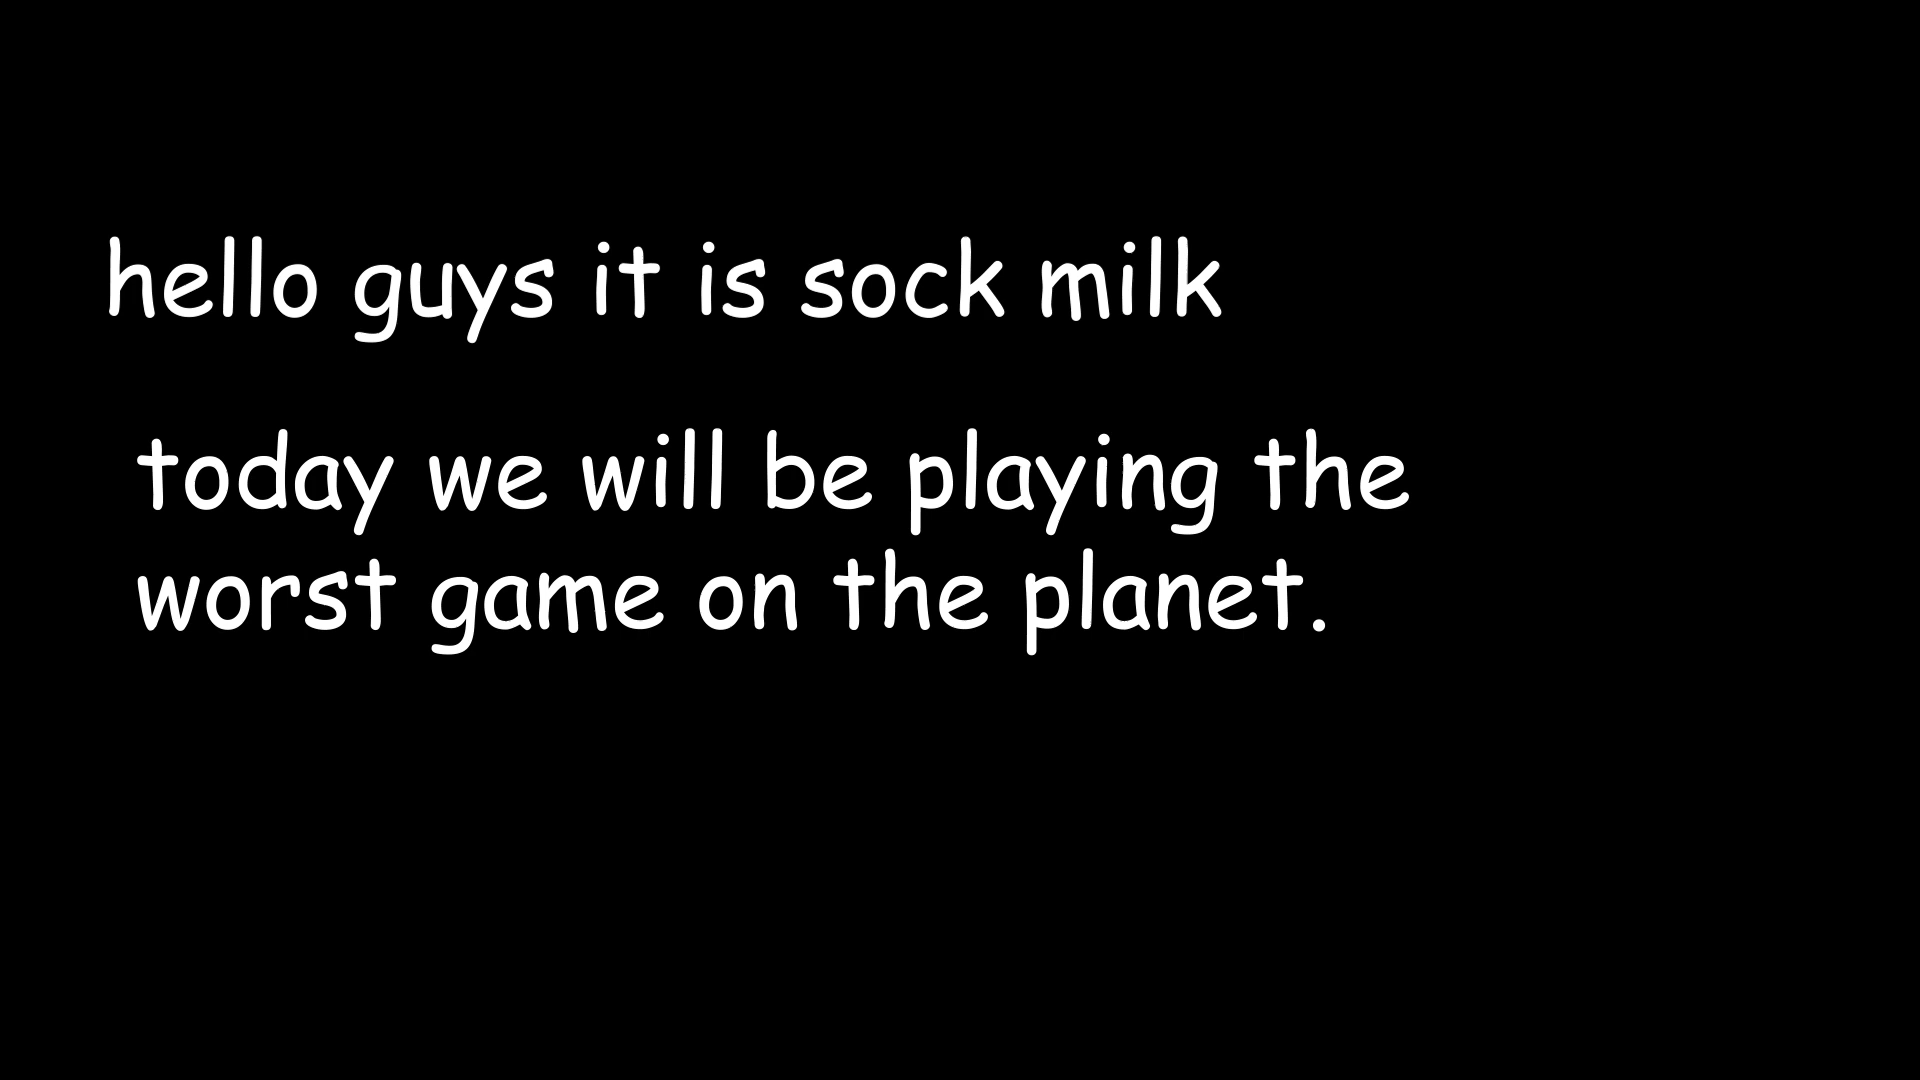 hello guys it is sock milk
today we will be playing the
worst game on the planet.